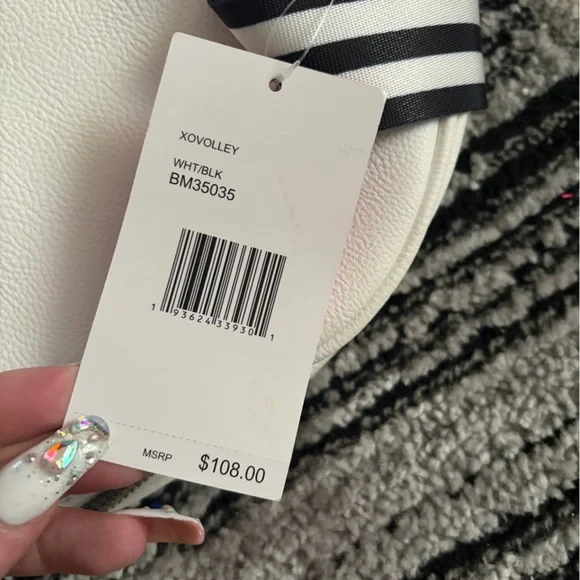 XOVOLLEY
WHT/BLK
BM35035
1 93624 33930 1
MSRP $108.00